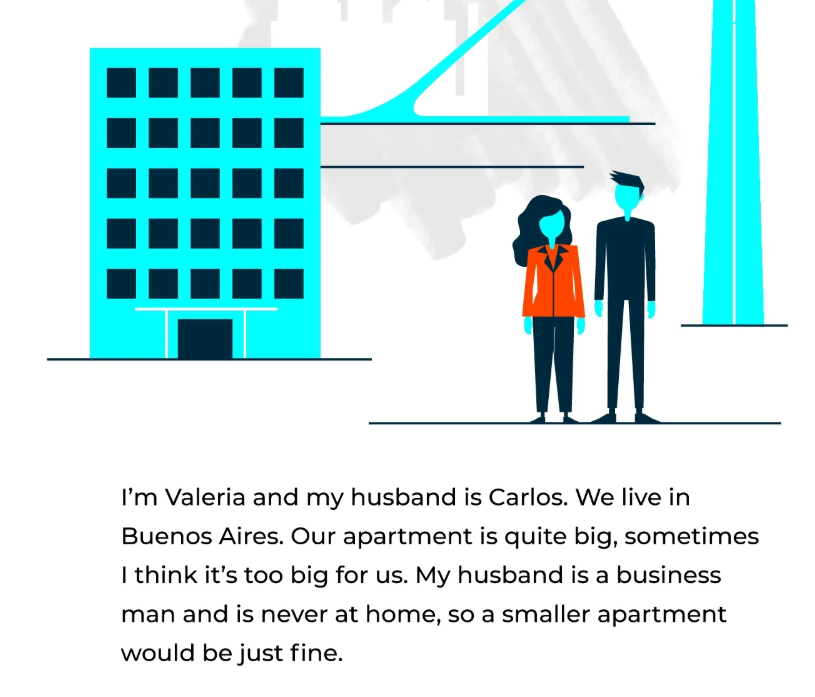 I’m Valeria and my husband is Carlos. We live in
Buenos Aires. Our apartment is quite big, sometimes
I think it’s too big for us. My husband is a business
man and is never at home, so a smaller apartment
would be just fine.